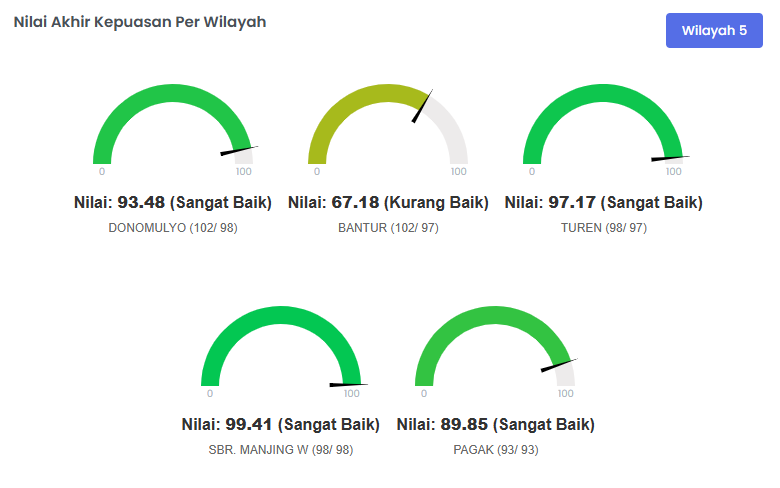 Nilai Akhir Kepuasan Per Wilayah
Wilayah 5
0 100
Nilai: 93.48 (Sangat Baik)
DONOMULYO (102/ 98)
0 100
Nilai: 67.18 (Kurang Baik)
BANTUR (102/ 97)
0 100
Nilai: 97.17 (Sangat Baik)
TUREN (98/ 97)
0 100
Nilai: 99.41 (Sangat Baik)
SBR. MANJING W (98/ 98)
0 100
Nilai: 89.85 (Sangat Baik)
PAGAK (93/ 93)